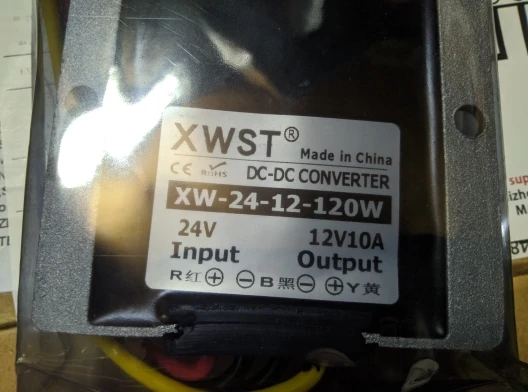 XWST®
Made in China
CE RoHS DC-DC CONVERTER
XW-24-12-120W
24V 12V10A
Input Output
R红⊕ ⊖B黑⊖ ⊕Y黄